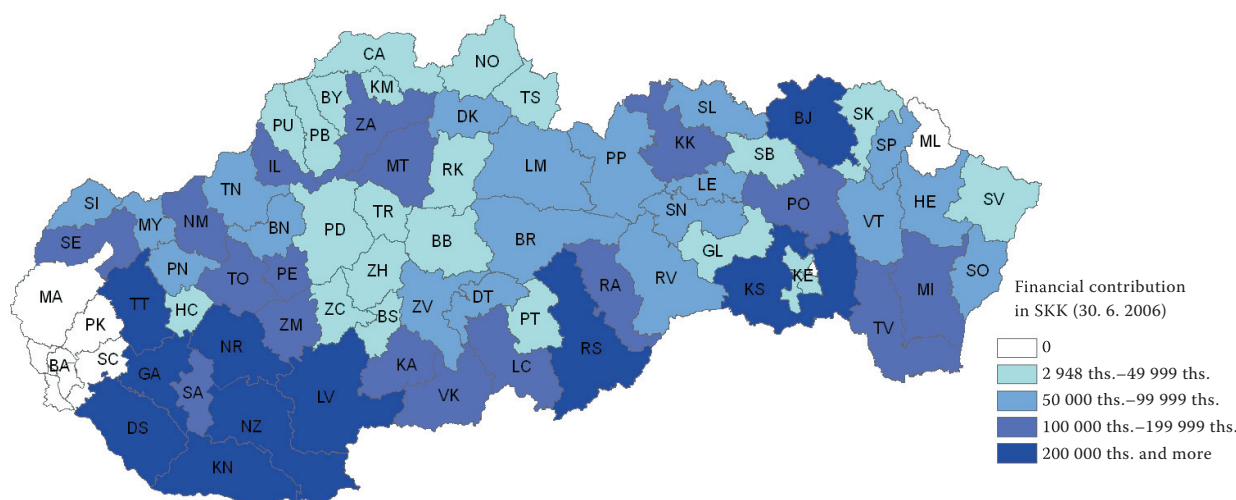 CA
NO
KM
BY
TS
PU
PB
ZA
DK
SL
BJ
SK
SP
ML
IL
MT
RK
LM
PP
KK
SB
TN
LE
SI
MY
NM
BN
PD
TR
BB
BR
SN
PO
VT
HE
SV
SE
PN
TO
PE
ZH
GL
RV
RA
KS
KE
MI
SO
MA
TT
HC
ZM
ZC
BS
ZV
DT
PT
TV
PK
SC
BA
NR
RS
GA
SA
KA
VK
LC
LV
DS
NZ
KN
Financial contribution
in SKK (30. 6. 2006)
0
2 948 ths.–49 999 ths.
50 000 ths.–99 999 ths.
100 000 ths.–199 999 ths.
200 000 ths. and more